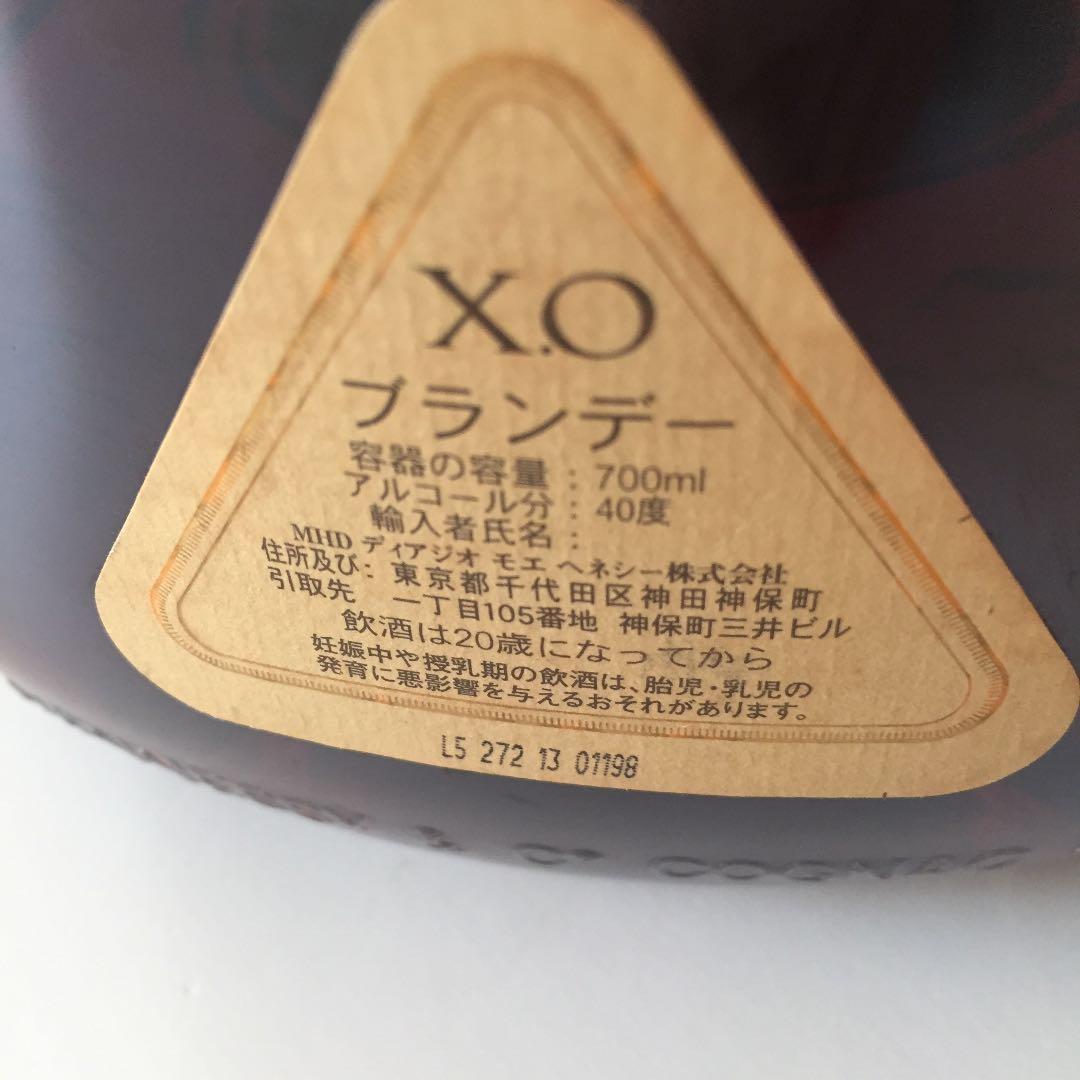 X.O
ブランデー
容器の容量：700ml
アルコール分：40度
輸入者氏名：
MHD ディアジオ モエ ヘネシー株式会社
住所及び：東京都千代田区神田神保町
引取先 一丁目105番地 神保町三井ビル
飲酒は20歳になってから
妊娠中や授乳期の飲酒は、胎児・乳児の
発育に悪影響を与えるおそれがあります。
L5 272 13 01198
& Cº COGNAC